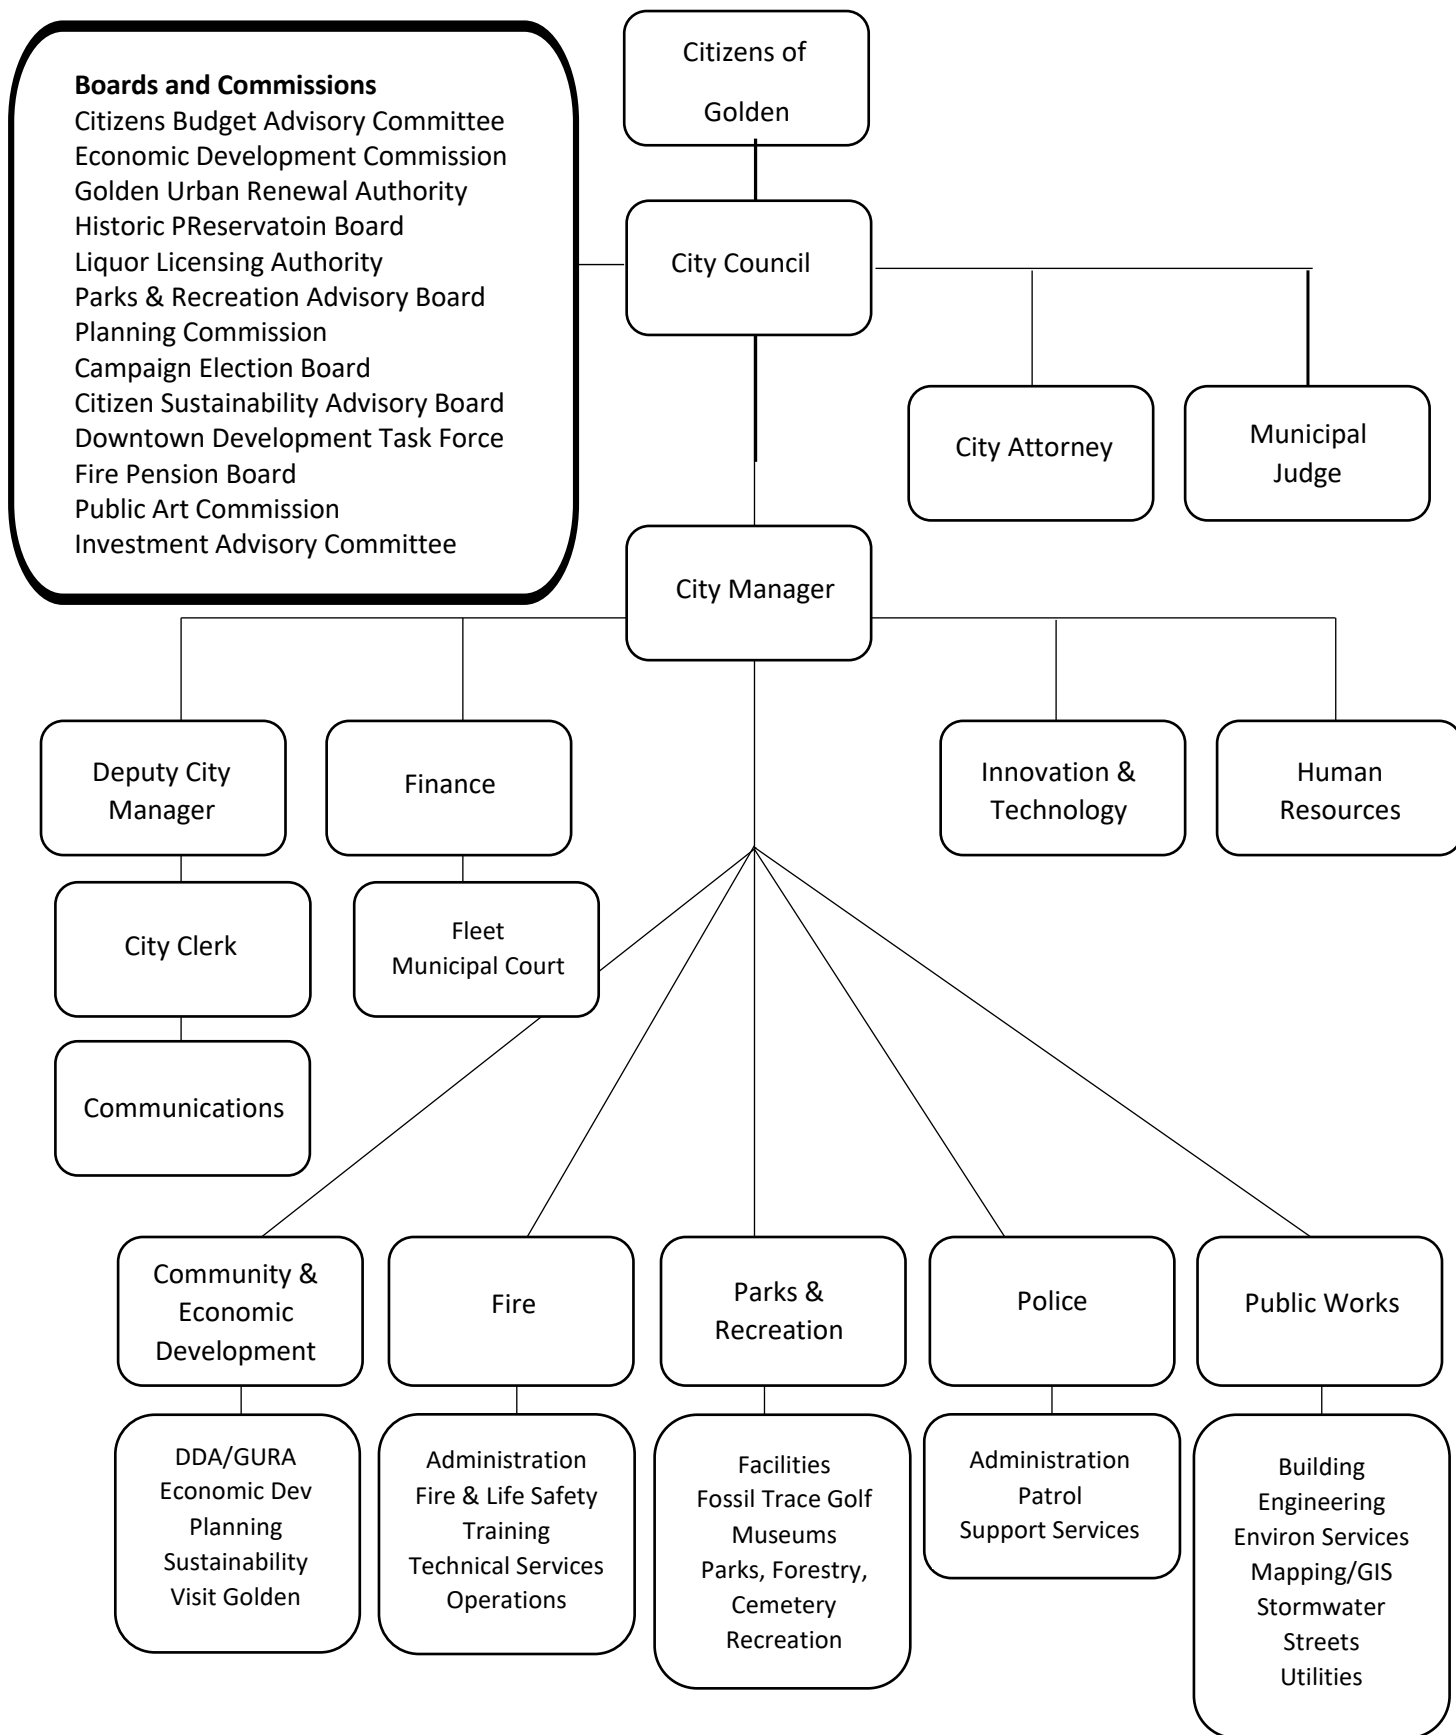 Boards and Commissions
Citizens Budget Advisory Committee
Economic Development Commission
Golden Urban Renewal Authority
Historic PReservatoin Board
Liquor Licensing Authority
Parks & Recreation Advisory Board
Planning Commission
Campaign Election Board
Citizen Sustainability Advisory Board
Downtown Development Task Force
Fire Pension Board
Public Art Commission
Investment Advisory Committee
Citizens of
Golden
City Council
City Attorney
Municipal
Judge
City Manager
Deputy City
Manager
Finance
Innovation &
Technology
Human
Resources
City Clerk
Fleet
Municipal Court
Communications
Community &
Economic
Development
Fire
Parks &
Recreation
Police
Public Works
DDA/GURA
Economic Dev
Planning
Sustainability
Visit Golden
Administration
Fire & Life Safety
Training
Technical Services
Operations
Facilities
Fossil Trace Golf
Museums
Parks, Forestry,
Cemetery
Recreation
Administration
Patrol
Support Services
Building
Engineering
Environ Services
Mapping/GIS
Stormwater
Streets
Utilities